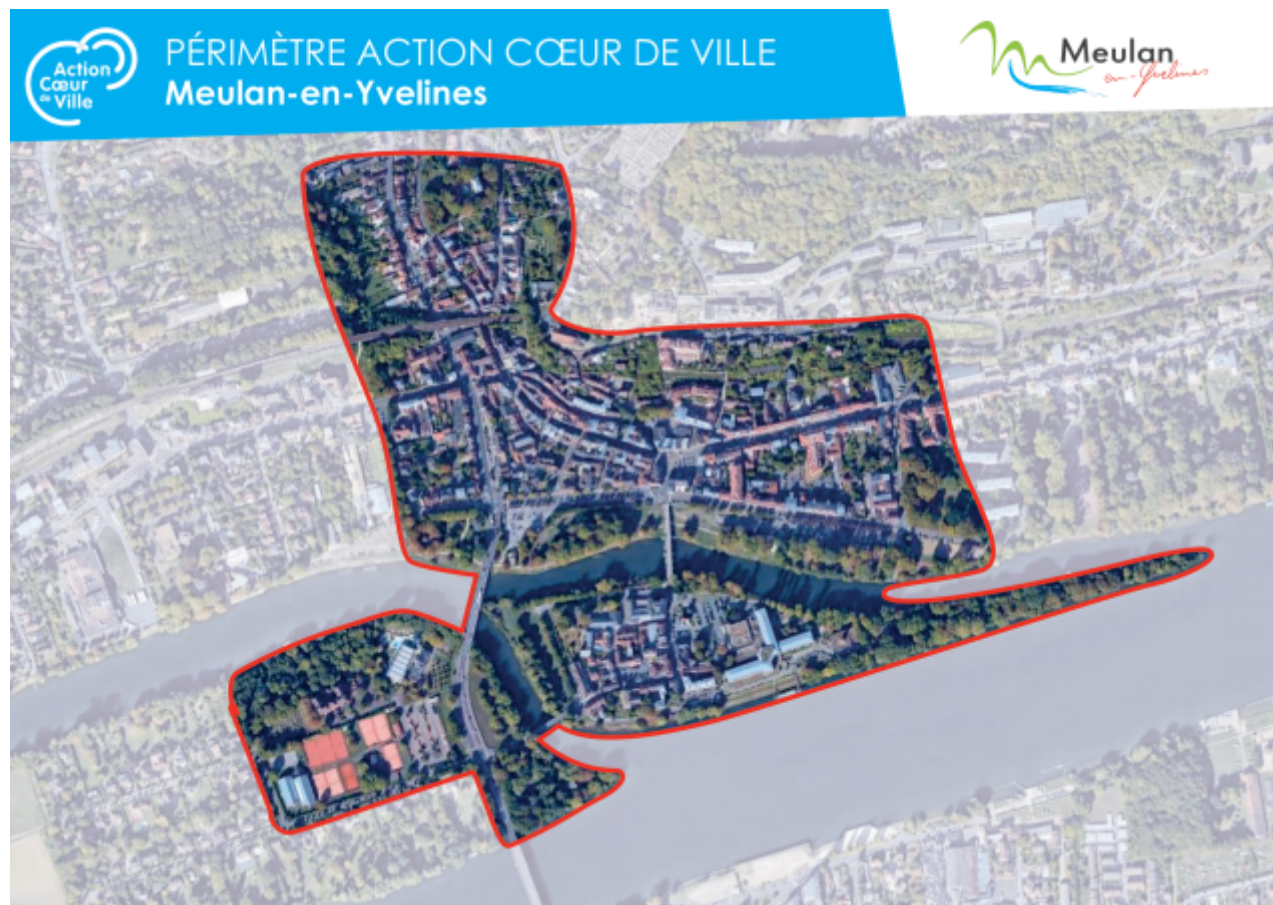 Action
Cœur
de Ville
PÉRIMÈTRE ACTION CŒUR DE VILLE
Meulan-en-Yvelines
Meulan
en-Yvelines